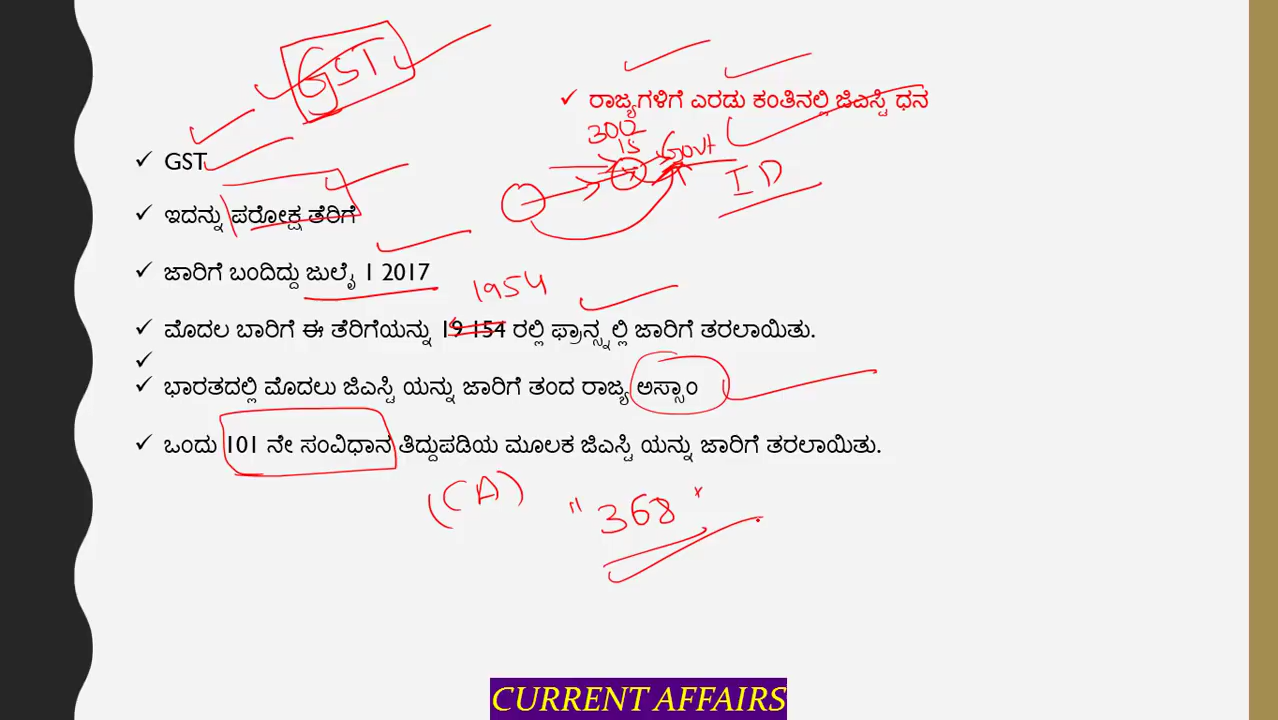 GST
✓ ರಾಜ್ಯಗಳಿಗೆ ಎರಡು ಕಂತಿನಲ್ಲಿ ಜಿಎಸ್ಟಿ ಧನ
300
15
Govt
ID
✓ GST
✓ ಇದನ್ನು ಪರೋಕ್ಷ ತೆರಿಗೆ
✓ ಜಾರಿಗೆ ಬಂದಿದ್ದು ಜುಲೈ 1 2017
1954
✓ ಮೊದಲ ಬಾರಿಗೆ ಈ ತೆರಿಗೆಯನ್ನು 19 154 ರಲ್ಲಿ ಫ್ರಾನ್ಸ್ನಲ್ಲಿ ಜಾರಿಗೆ ತರಲಾಯಿತು.
✓
✓ ಭಾರತದಲ್ಲಿ ಮೊದಲು ಜಿಎಸ್ಟಿ ಯನ್ನು ಜಾರಿಗೆ ತಂದ ರಾಜ್ಯ ಅಸ್ಸಾಂ
✓ ಒಂದು 101 ನೇ ಸಂವಿಧಾನ ತಿದ್ದುಪಡಿಯ ಮೂಲಕ ಜಿಎಸ್ಟಿ ಯನ್ನು ಜಾರಿಗೆ ತರಲಾಯಿತು.
(CA)
"368"
CURRENT AFFAIRS